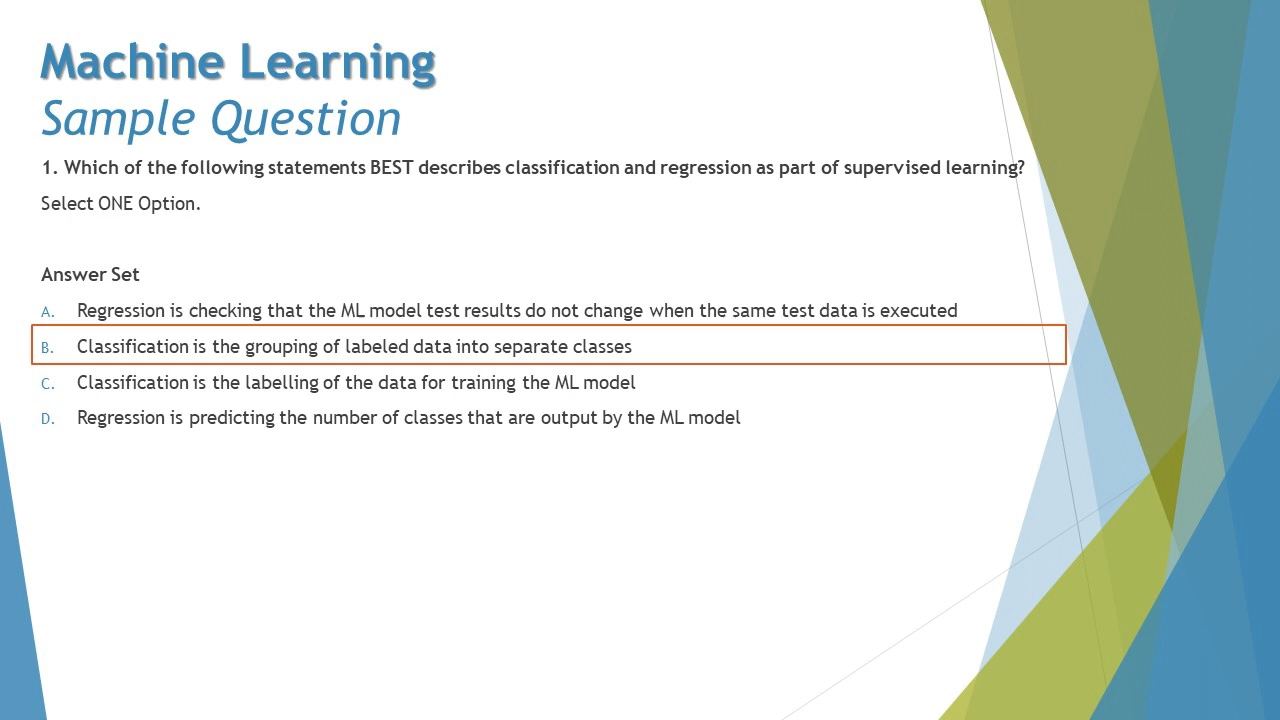 Machine Learning
Sample Question
1. Which of the following statements BEST describes classification and regression as part of supervised learning?
Select ONE Option.
Answer Set
A. Regression is checking that the ML model test results do not change when the same test data is executed
B. Classification is the grouping of labeled data into separate classes
C. Classification is the labelling of the data for training the ML model
D. Regression is predicting the number of classes that are output by the ML model